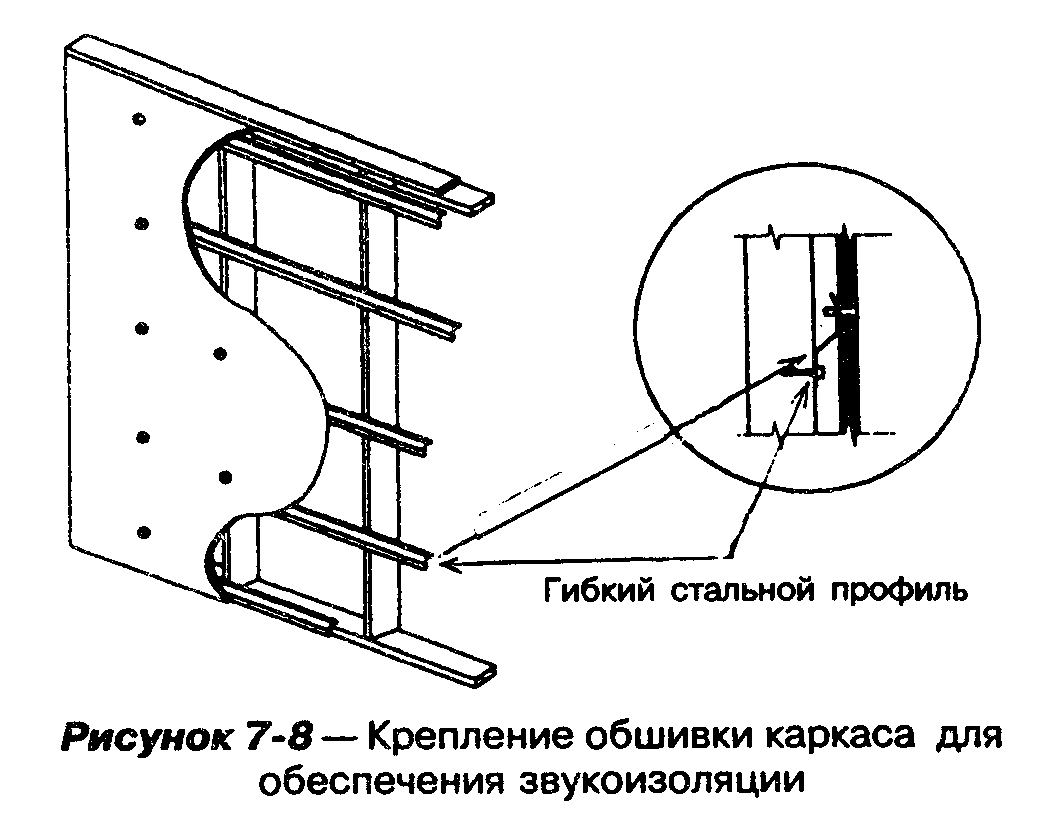 Гибкий стальной профиль
Рисунок 7-8 — Крепление обшивки каркаса для
обеспечения звукоизоляции